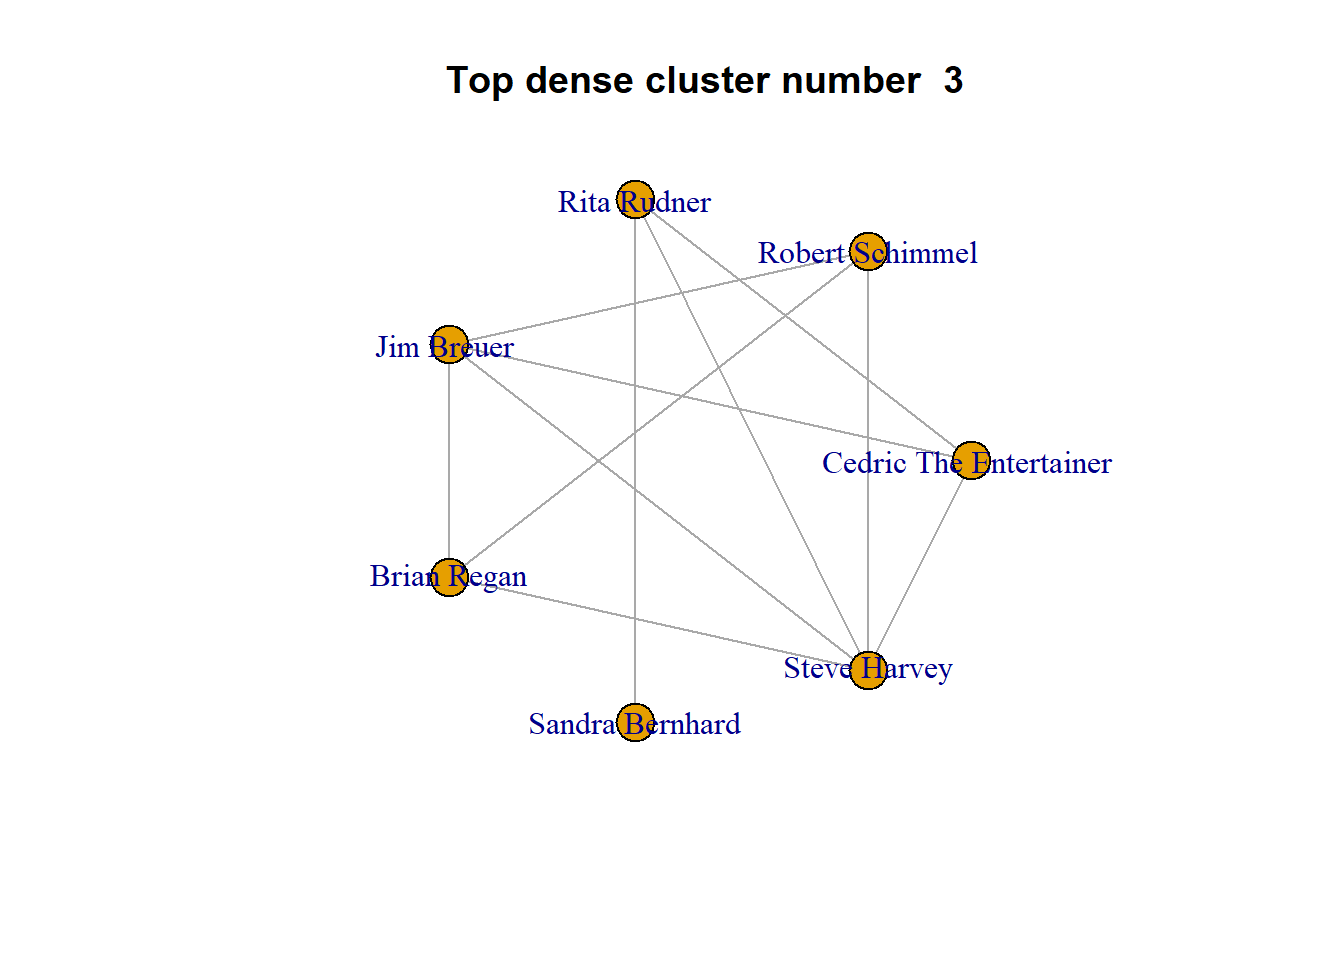 Top dense cluster number  3
Rita Rudner
Robert Schimmel
Jim Breuer
Cedric The Entertainer
Brian Regan
Steve Harvey
Sandra Bernhard